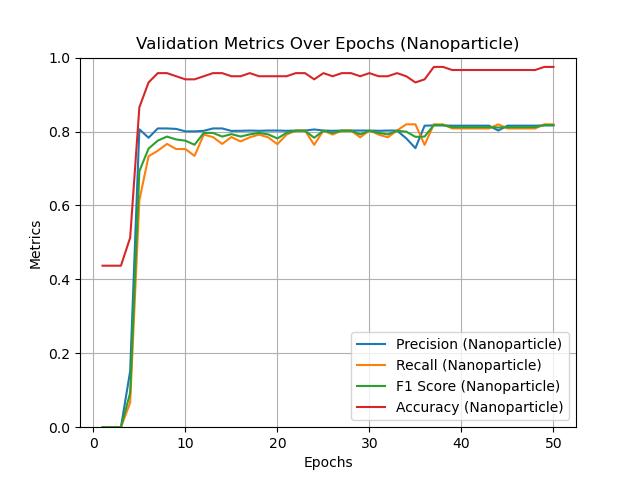 Validation Metrics Over Epochs (Nanoparticle)
1.0
0.8
0.6
0.4
0.2
0.0
Metrics
0
10
20
30
40
50
Epochs
Precision (Nanoparticle)
Recall (Nanoparticle)
F1 Score (Nanoparticle)
Accuracy (Nanoparticle)